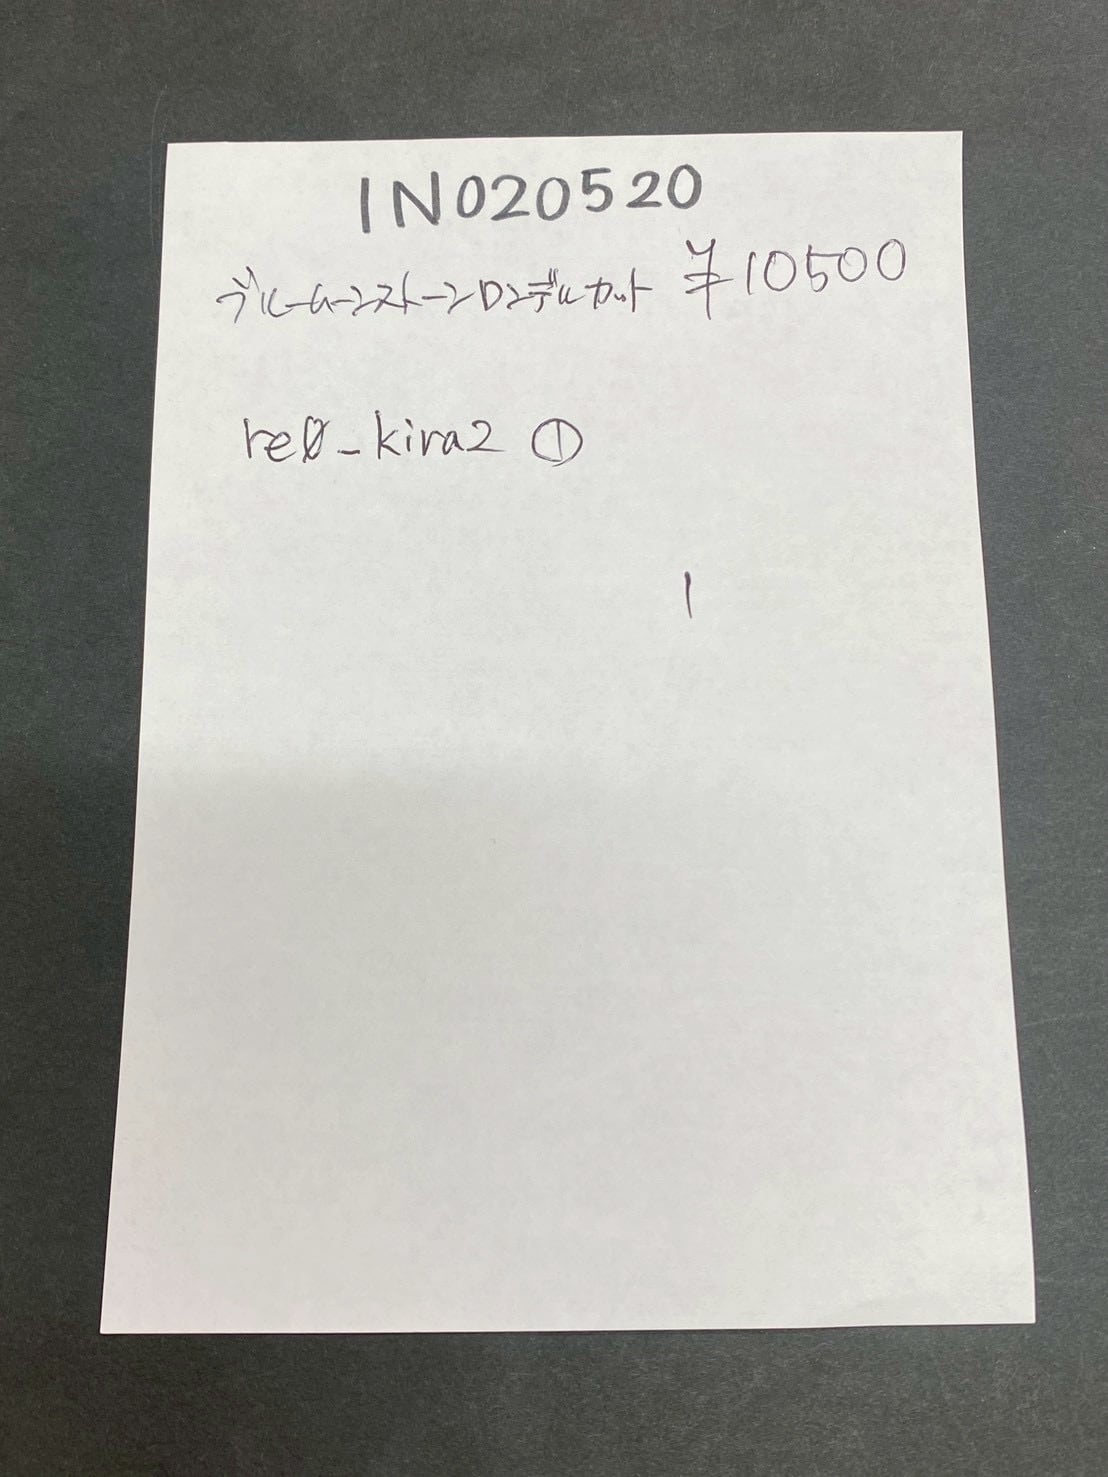 IN020520
ブルームーンストーンロンデルカット ¥10500
re0_kira2 ①
1